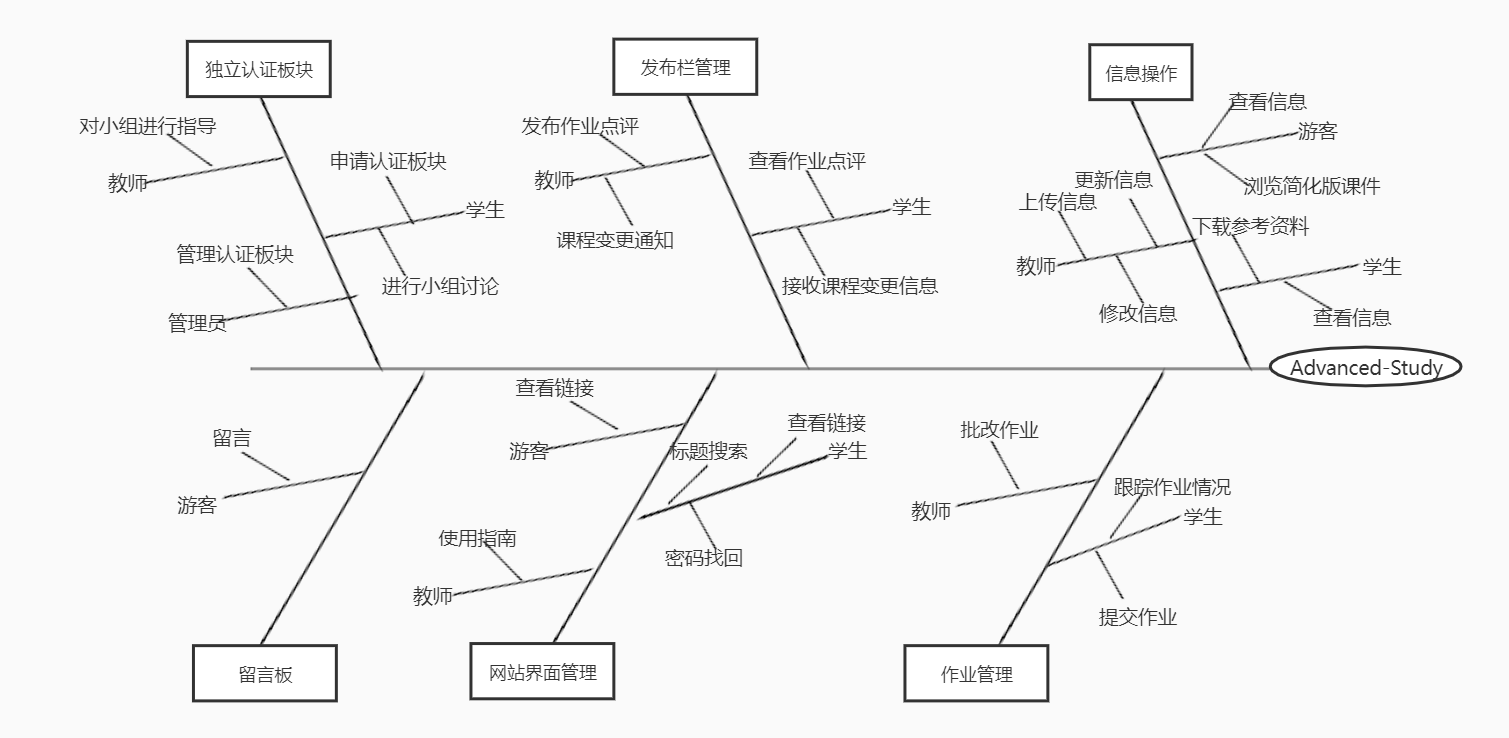 独立认证板块
发布栏管理
信息操作
对小组进行指导
教师
申请认证板块
学生
管理认证板块
进行小组讨论
管理员
发布作业点评
教师
课程变更通知
查看作业点评
学生
接收课程变更信息
查看信息
游客
浏览简化版课件
更新信息
上传信息
教师
修改信息
下载参考资料
学生
查看信息
Advanced-Study
留言
游客
查看链接
游客
标题搜索
查看链接
学生
使用指南
教师
密码找回
批改作业
教师
跟踪作业情况
学生
提交作业
留言板
网站界面管理
作业管理